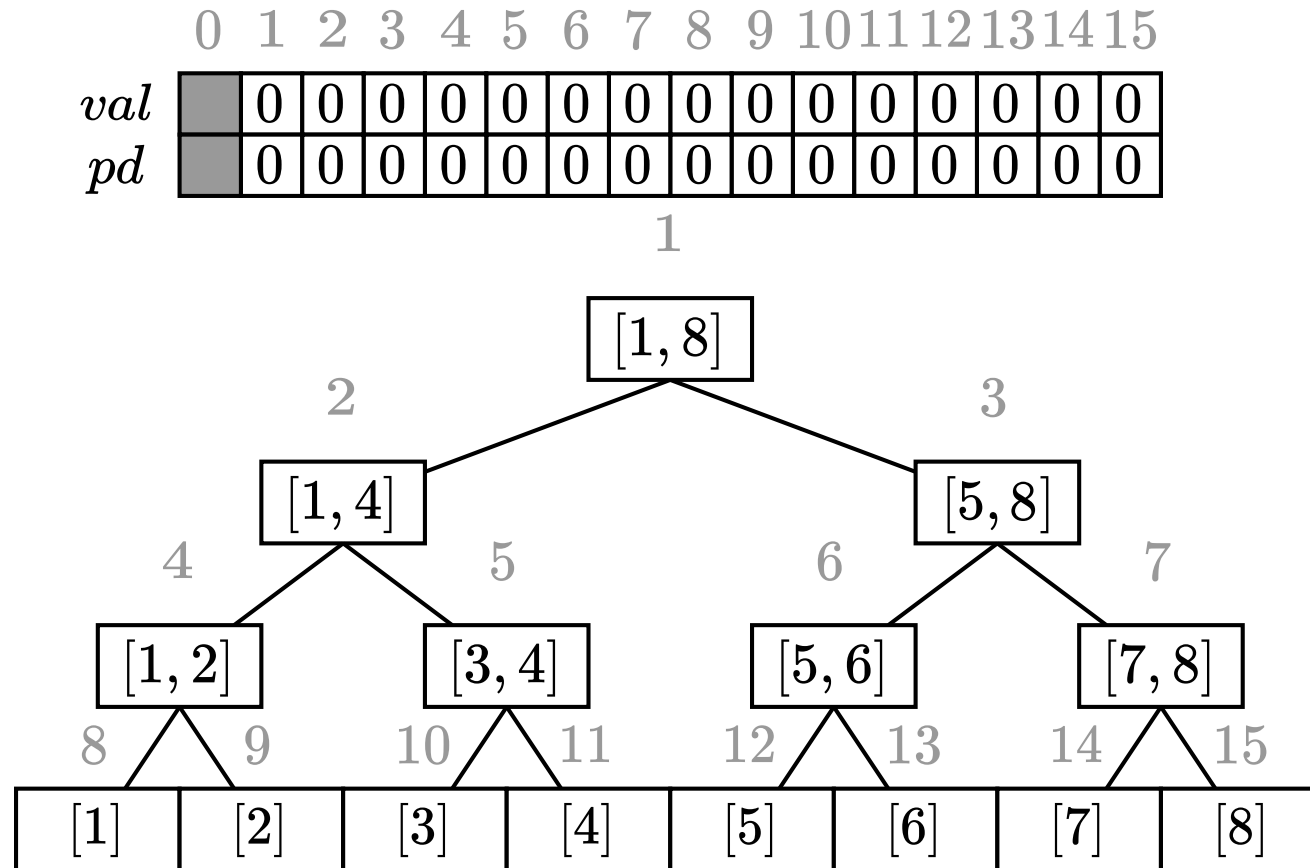 0 1 2 3 4 5 6 7 8 9 10 11 12 13 14 15
val 0 0 0 0 0 0 0 0 0 0 0 0 0 0 0
pd 0 0 0 0 0 0 0 0 0 0 0 0 0 0 0
1
[1, 8]
2 3
[1, 4] [5, 8]
4 5 6 7
[1, 2] [3, 4] [5, 6] [7, 8]
8 9 10 11 12 13 14 15
[1] [2] [3] [4] [5] [6] [7] [8]